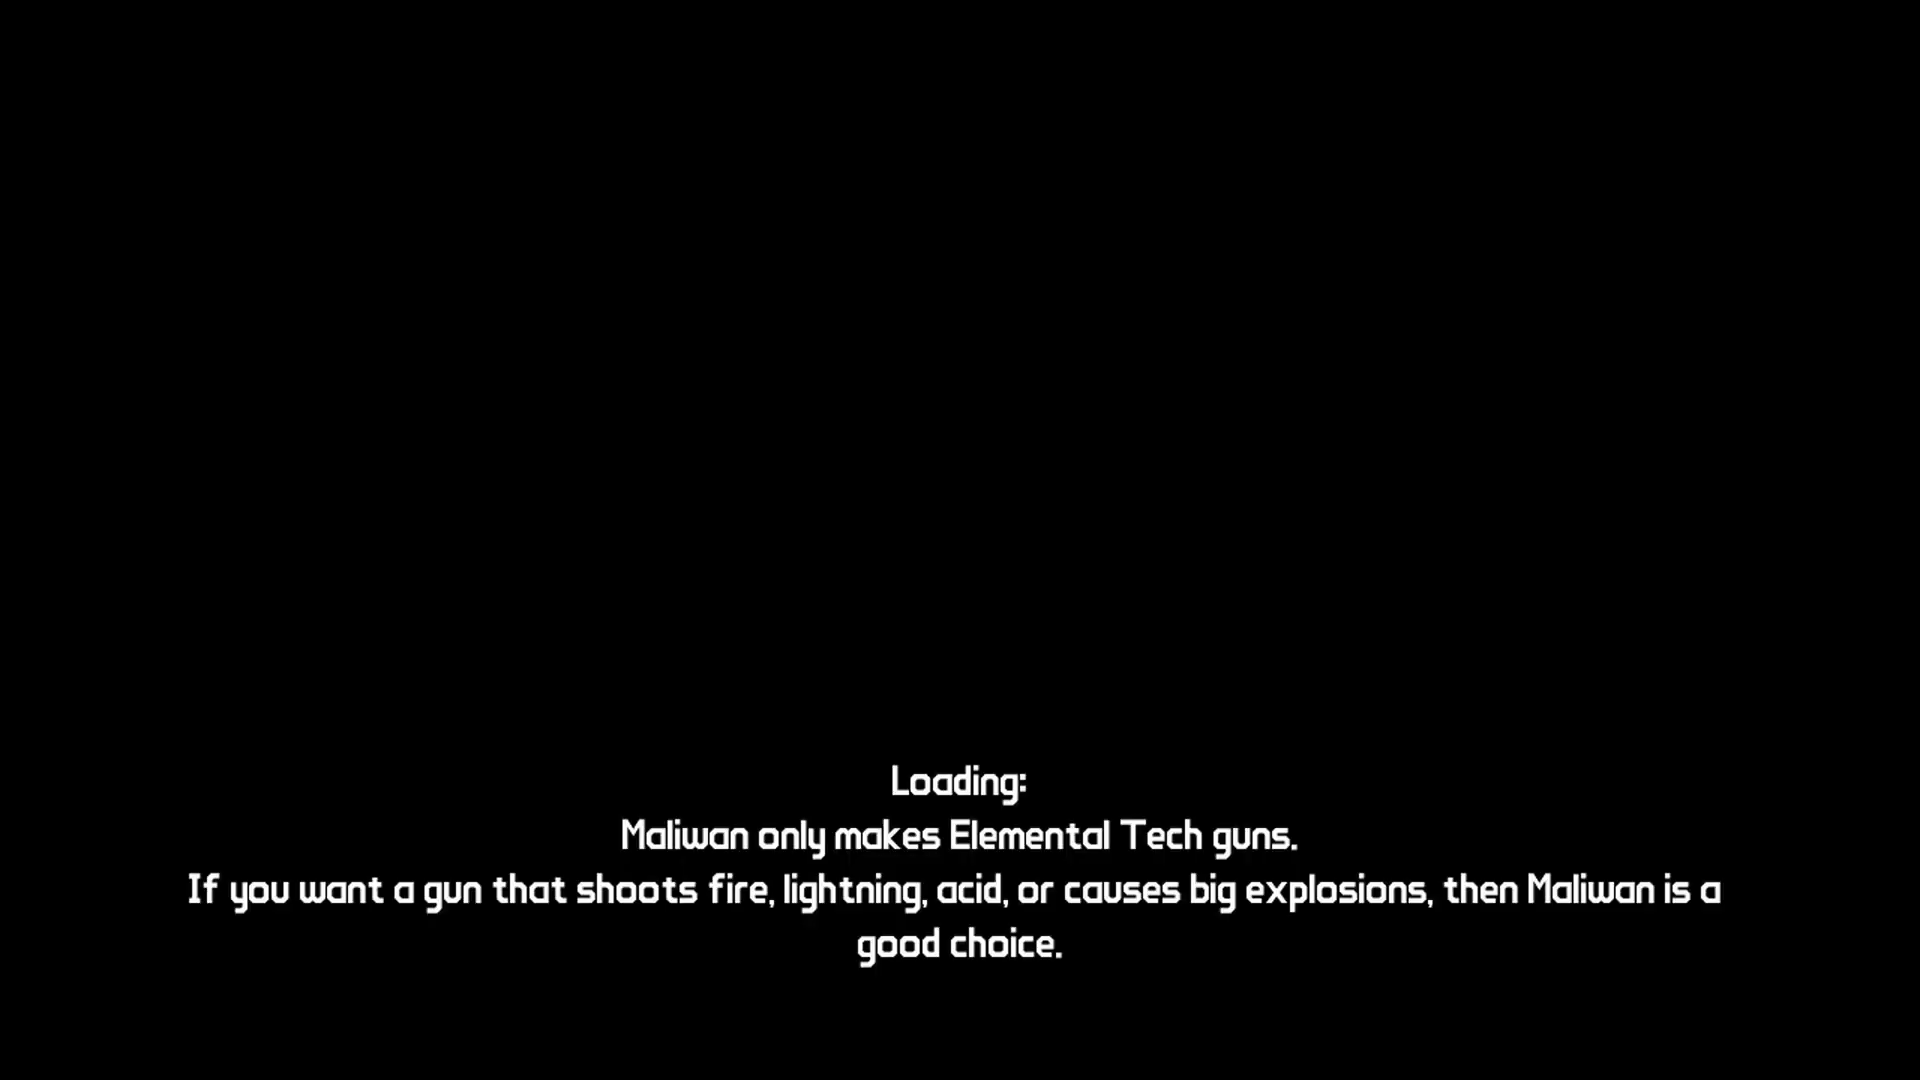 Loading:
Maliwan only makes Elemental Tech guns.
If you want a gun that shoots fire, lightning, acid, or causes big explosions, then Maliwan is a
good choice.